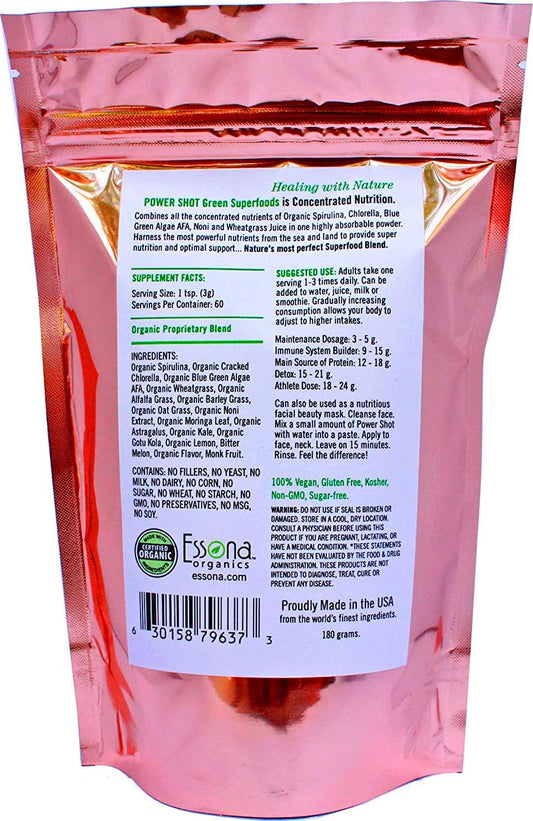 Healing with Nature
POWER SHOT Green Superfoods is Concentrated Nutrition.
Combines all the concentrated nutrients of Organic Spirulina, Chlorella, Blue
Green Algae AFA, Noni and Wheatgrass Juice in one highly absorbable powder.
Harness the most powerful nutrients from the sea and land to provide super
nutrition and optimal support... Nature's most perfect Superfood Blend.
SUPPLEMENT FACTS:
Serving Size: 1 tsp. (3g)
Servings Per Container: 60
Organic Proprietary Blend
INGREDIENTS:
Organic Spirulina, Organic Cracked
Chlorella, Organic Blue Green Algae
AFA, Organic Wheatgrass, Organic
Alfalfa Grass, Organic Barley Grass,
Organic Oat Grass, Organic Noni
Extract, Organic Moringa Leaf, Organic
Astragalus, Organic Kale, Organic
Gotu Kola, Organic Lemon, Bitter
Melon, Organic Flavor, Monk Fruit.
CONTAINS: NO FILLERS, NO YEAST, NO
MILK, NO DAIRY, NO CORN, NO
SUGAR, NO WHEAT, NO STARCH, NO
GMO, NO PRESERVATIVES, NO MSG,
NO SOY.
SUGGESTED USE: Adults take one
serving 1-3 times daily. Can be
added to water, juice, milk or
smoothie. Gradually increasing
consumption allows your body to
adjust to higher intakes.
Maintenance Dosage: 3 - 5 g.
Immune System Builder: 9 - 15 g.
Main Source of Protein: 12 - 18 g.
Detox: 15 - 21 g.
Athlete Dose: 18 - 24 g.
Can also be used as a nutritious
facial beauty mask. Cleanse face.
Mix a small amount of Power Shot
with water into a paste. Apply to
face, neck. Leave on 15 minutes.
Rinse. Feel the difference!
100% Vegan, Gluten Free, Kosher,
Non-GMO, Sugar-free.
WARNING: DO NOT USE IF SEAL IS BROKEN OR
DAMAGED. STORE IN A COOL, DRY LOCATION.
CONSULT A PHYSICIAN BEFORE USING THIS
PRODUCT IF YOU ARE PREGNANT, LACTATING, OR
HAVE A MEDICAL CONDITION. *THESE STATEMENTS
HAVE NOT BEEN EVALUATED BY THE FOOD & DRUG
ADMINISTRATION. THESE PRODUCTS ARE NOT
INTENDED TO DIAGNOSE, TREAT, CURE OR
PREVENT ANY DISEASE.
MADE WITH
CERTIFIED
ORGANIC
INGREDIENTS
Essona™
organics
essona.com
6 30158 79637 3
Proudly Made in the USA
from the world's finest ingredients.
180 grams.